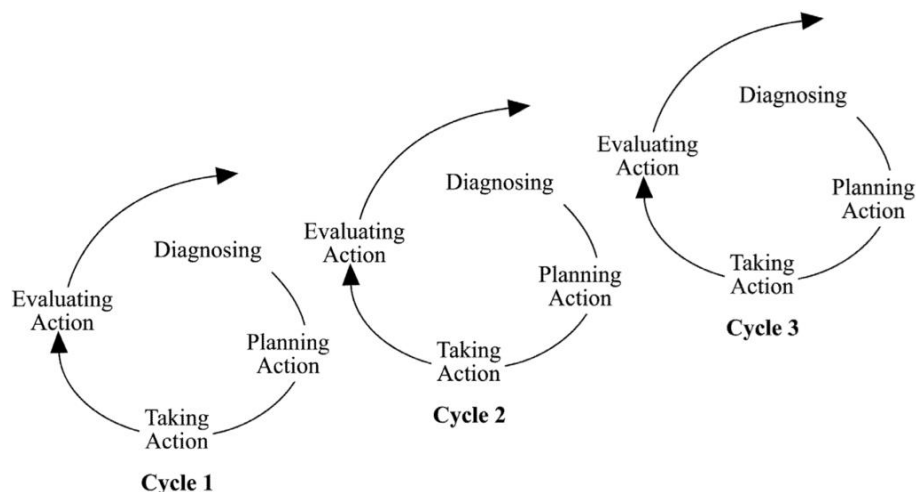 Diagnosing
Planning
Action
Taking
Action
Evaluating
Action
Cycle 1
Diagnosing
Planning
Action
Taking
Action
Evaluating
Action
Cycle 2
Diagnosing
Planning
Action
Taking
Action
Evaluating
Action
Cycle 3